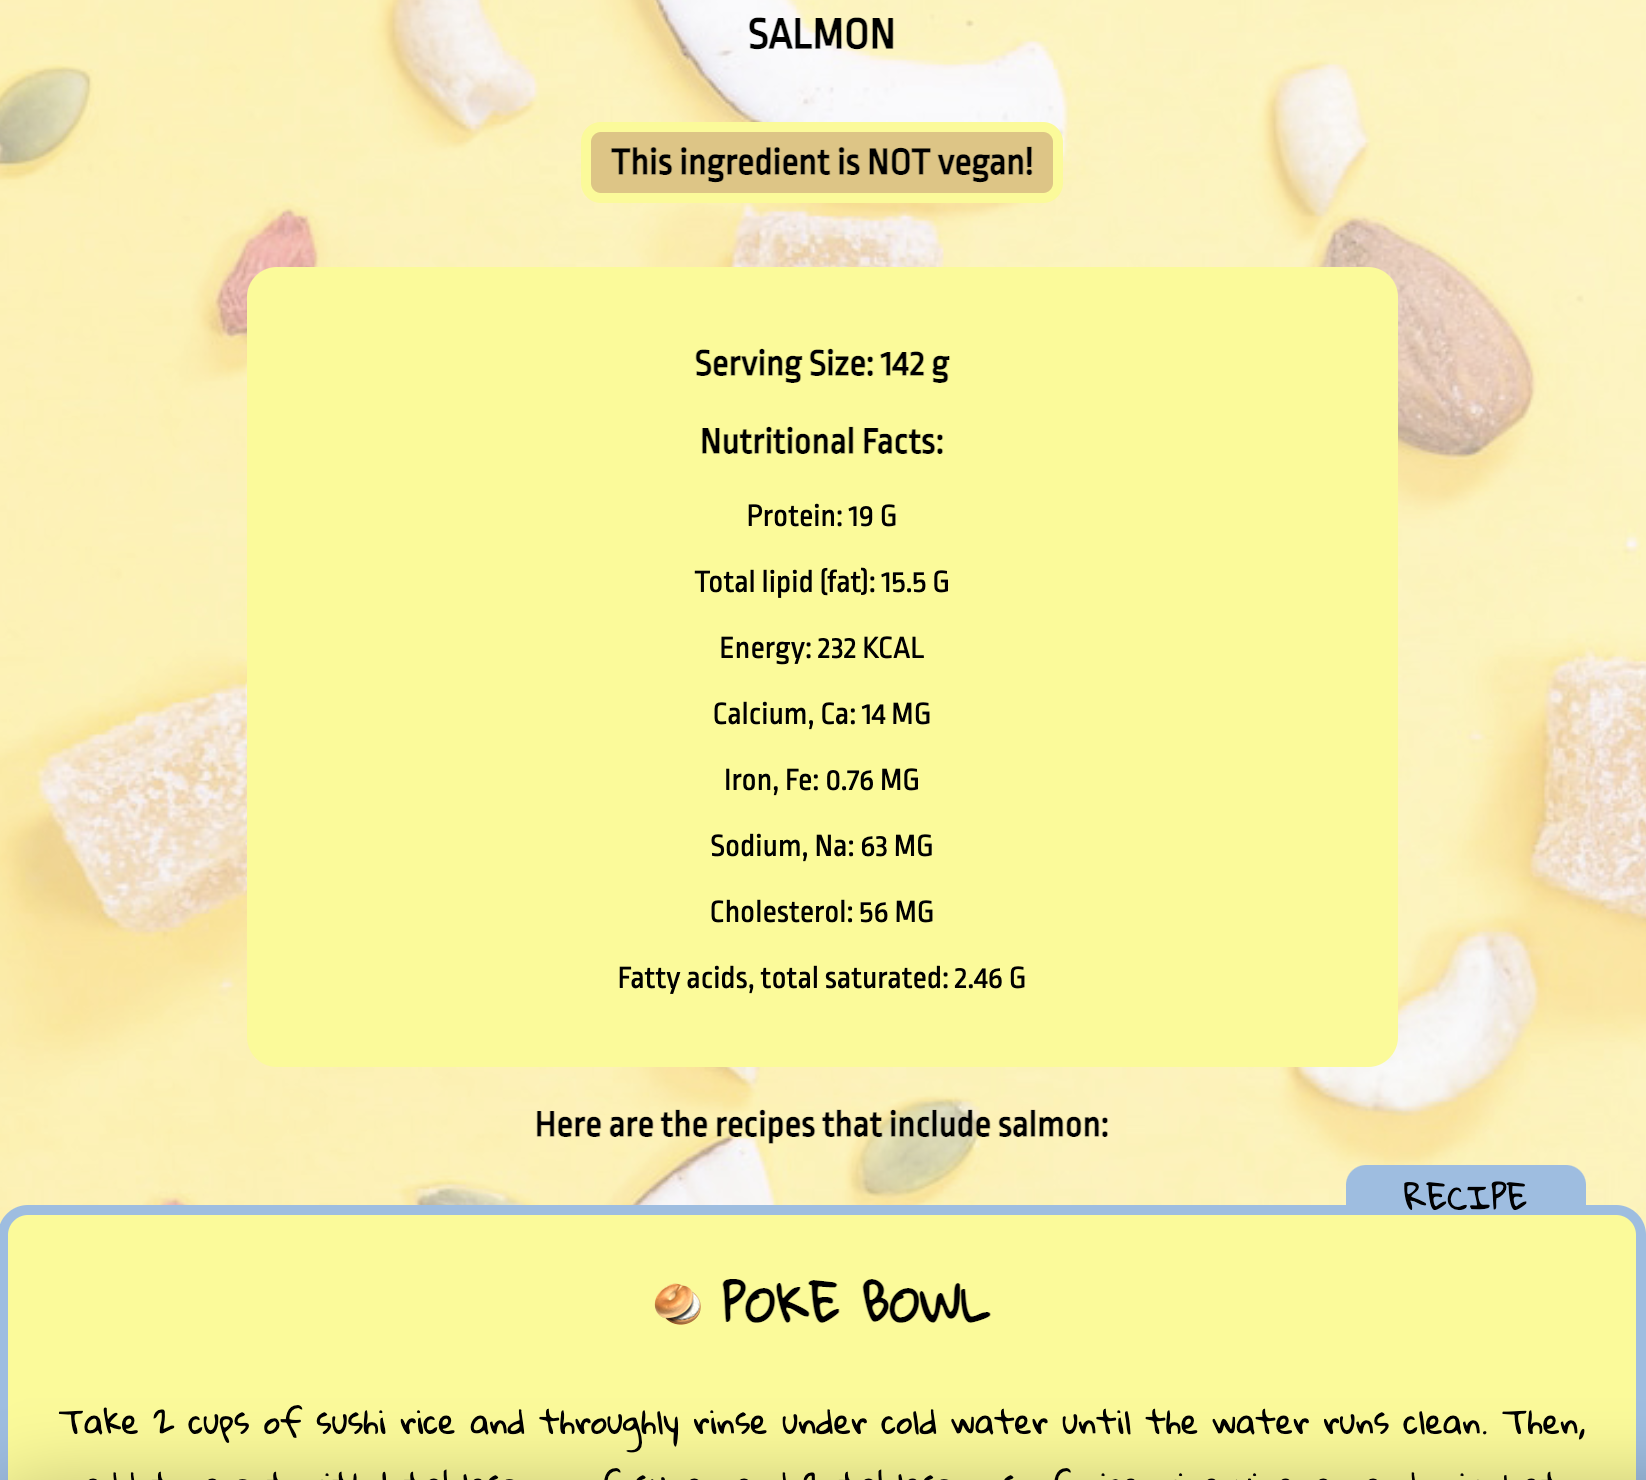 SALMON
This ingredient is NOT vegan!
Serving Size: 142 g
Nutritional Facts:
Protein: 19 G
Total lipid (fat): 15.5 G
Energy: 232 KCAL
Calcium, Ca: 14 MG
Iron, Fe: 0.76 MG
Sodium, Na: 63 MG
Cholesterol: 56 MG
Fatty acids, total saturated: 2.46 G
Here are the recipes that include salmon:
RECIPE
POKE BOWL
Take 2 cups of sushi rice and throughly rinse under cold water until the water runs clean. Then,